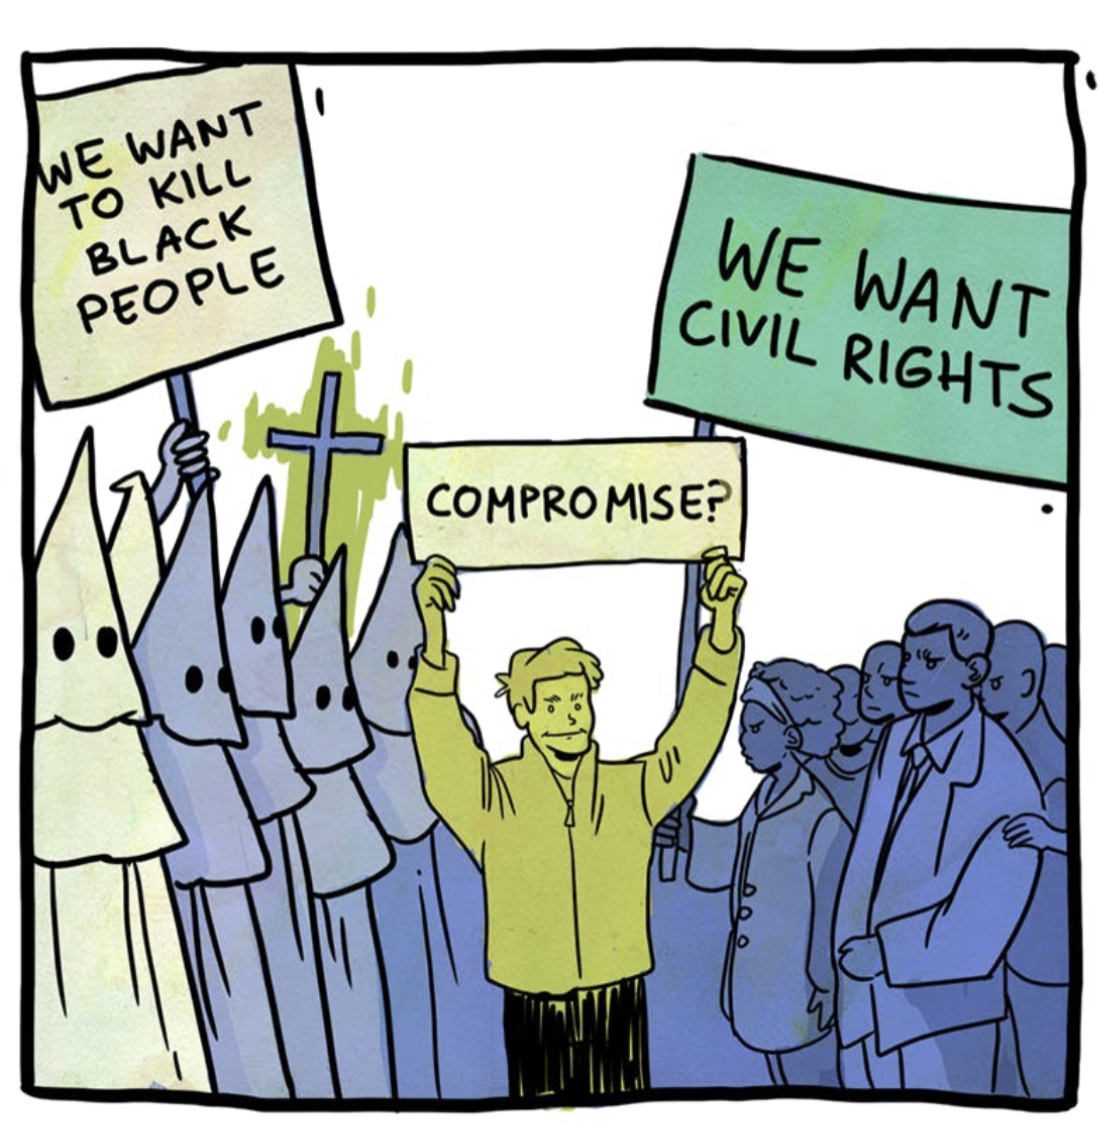 WE WANT
TO KILL
BLACK
PEOPLE
WE WANT
CIVIL RIGHTS
COMPROMISE?